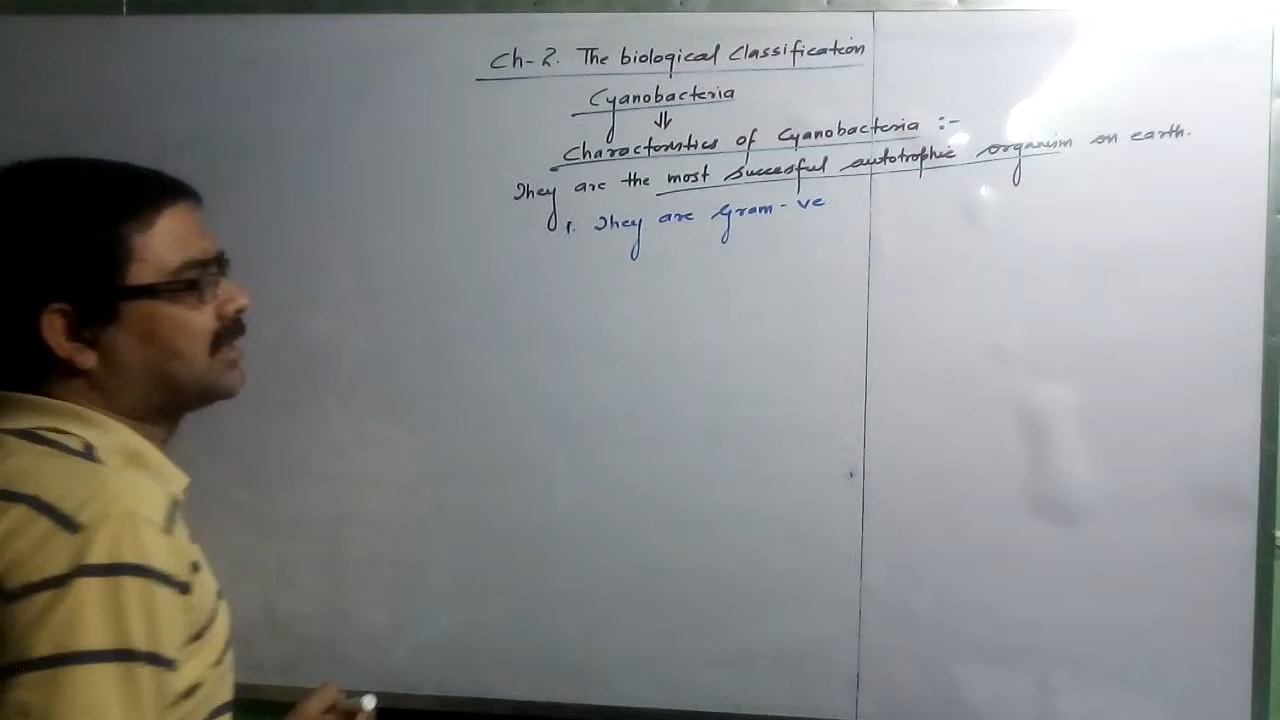 Ch-2. The biological Classification
Cyanobacteria
⇓
Characteristics of Cyanobacteria :-
They are the most succesful autotrophic organism on earth.
1. They are Gram-ve